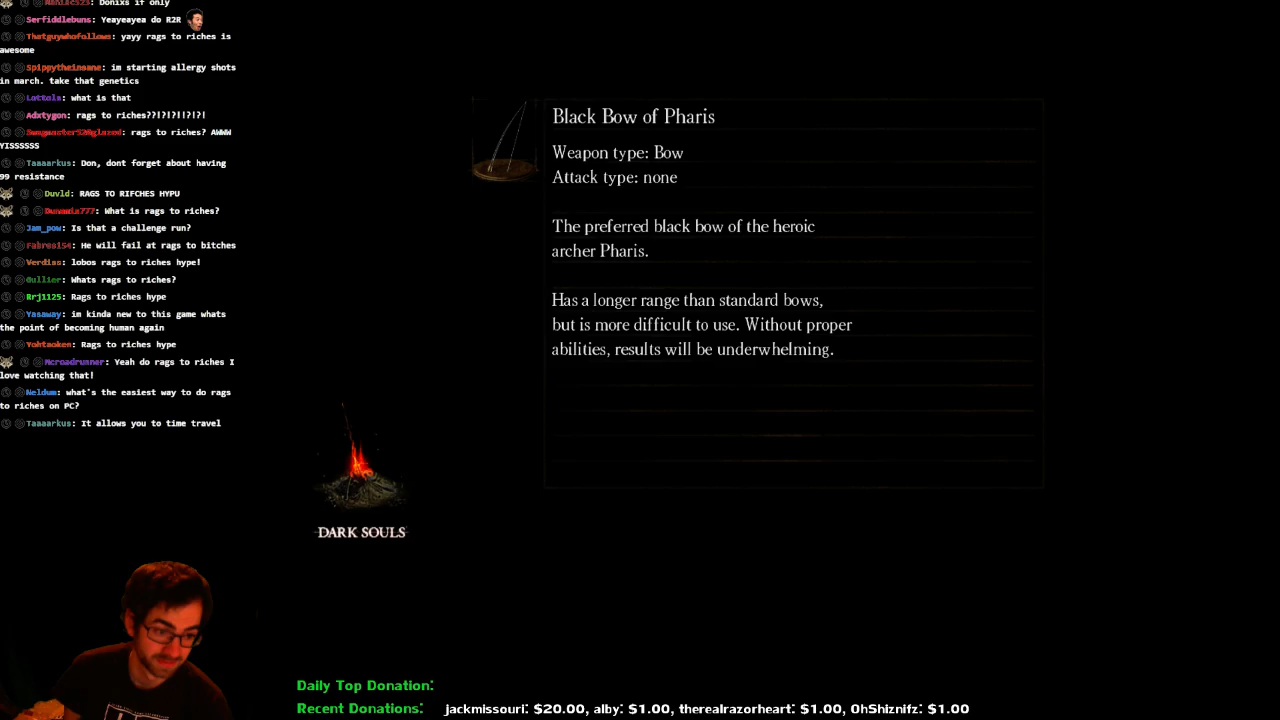 Donixs if only
Serfiddlebuns: Yeayeayea do R2R
Thatguywhofollows: yayy rags to riches is
awesome
Spippytheinsane: im starting allergy shots
in march. take that genetics
what is that
Adxtygon: rags to riches??!?!?!!?!?!
rags to riches? AWWW
YISSSSSS
Taaaarkus: Don, dont forget about having
99 resistance
Duvld: RAGS TO RIFCHES HYPU
What is rags to riches?
Jam_pow: Is that a challenge run?
He will fail at rags to bitches
Verdiss: lobos rags to riches hype!
Gullier: Whats rags to riches?
Rrj1125: Rags to riches hype
Yasaway: im kinda new to this game whats
the point of becoming human again
Rags to riches hype
Mcroadrunner: Yeah do rags to riches I
love watching that!
Neldum: what's the easiest way to do rags
to riches on PC?
Taaaarkus: It allows you to time travel
Black Bow of Pharis
Weapon type: Bow
Attack type: none
The preferred black bow of the heroic
archer Pharis.
Has a longer range than standard bows,
but is more difficult to use. Without proper
abilities, results will be underwhelming.
DARK SOULS
Daily Top Donation:
Recent Donations: jackmissouri: $20.00, alby: $1.00, therealrazorheart: $1.00, OhShiznifz: $1.00